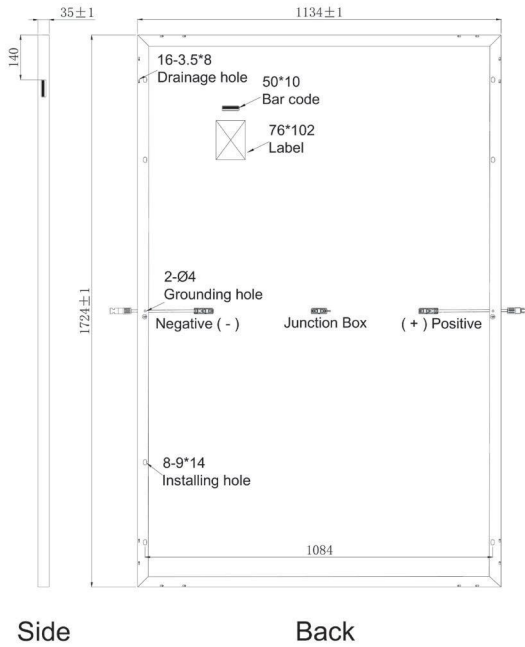 35±1
1134±1
140
16-3.5*8
Drainage hole
50*10
Bar code
76*102
Label
2-Ø4
Grounding hole
1724±1
Negative ( - )
Junction Box
( + ) Positive
8-9*14
Installing hole
1084
Side
Back